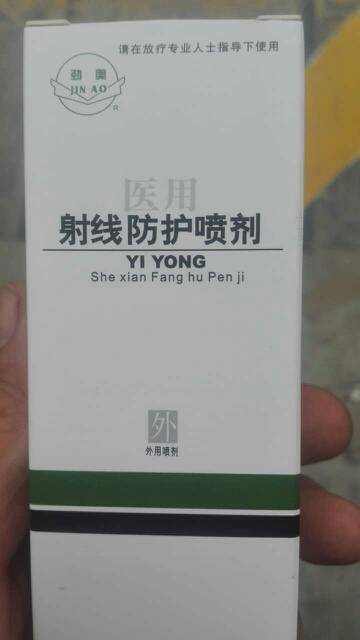 请在放疗专业人士指导下使用
劲奥
JIN AO
R
医用
射线防护喷剂
YI YONG
She xian Fang hu Pen ji
外
外用喷剂